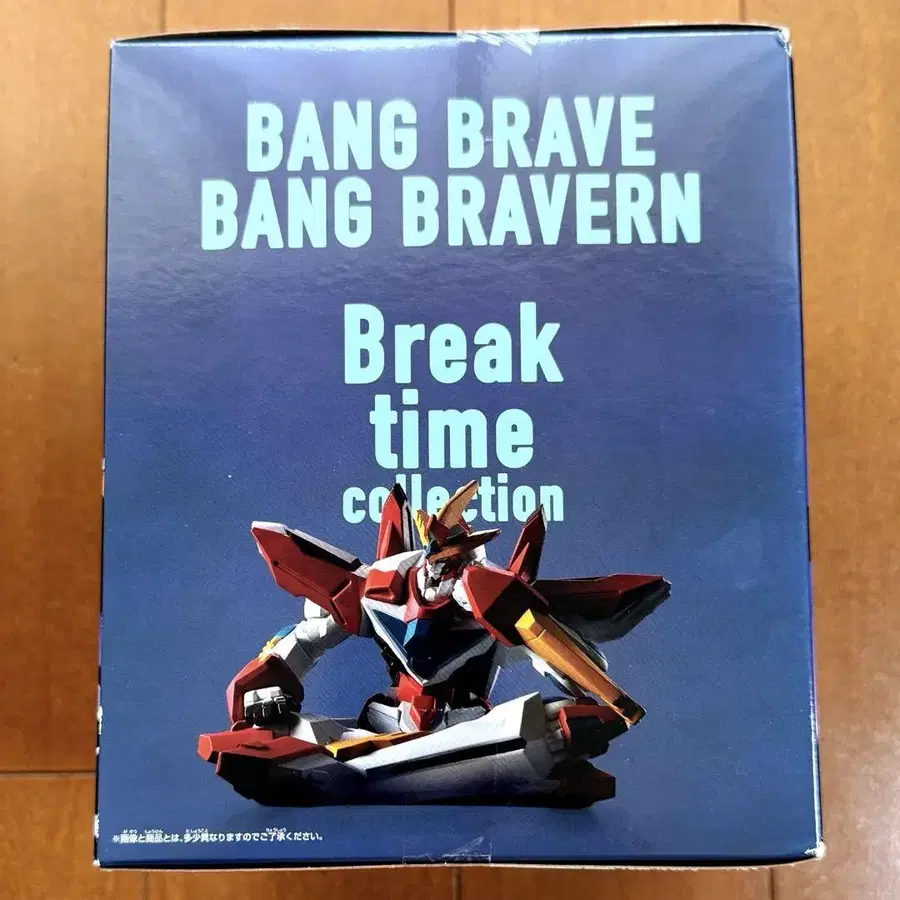 BANG BRAVE
BANG BRAVERN
Break
time
collection
※画像と商品とは、多少異なりますのでご了承ください。